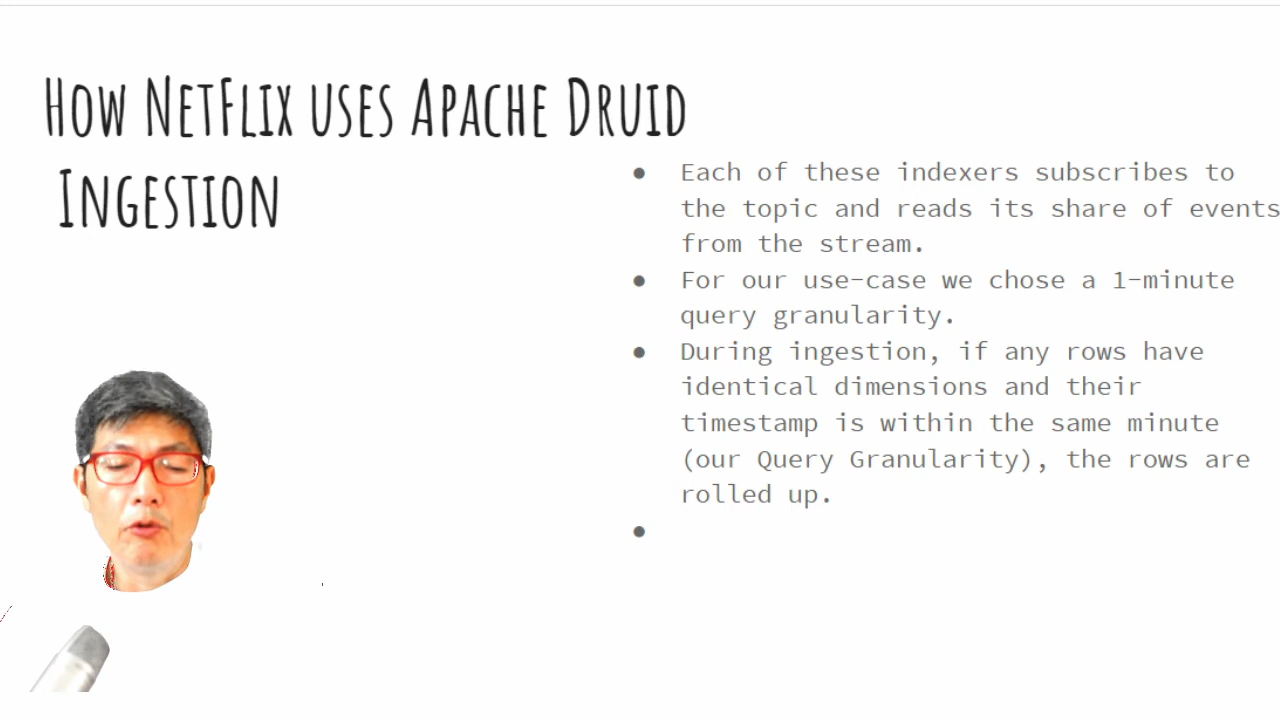 How NetFlix uses Apache Druid
Ingestion
● Each of these indexers subscribes to
the topic and reads its share of events
from the stream.
● For our use-case we chose a 1-minute
query granularity.
● During ingestion, if any rows have
identical dimensions and their
timestamp is within the same minute
(our Query Granularity), the rows are
rolled up.
●